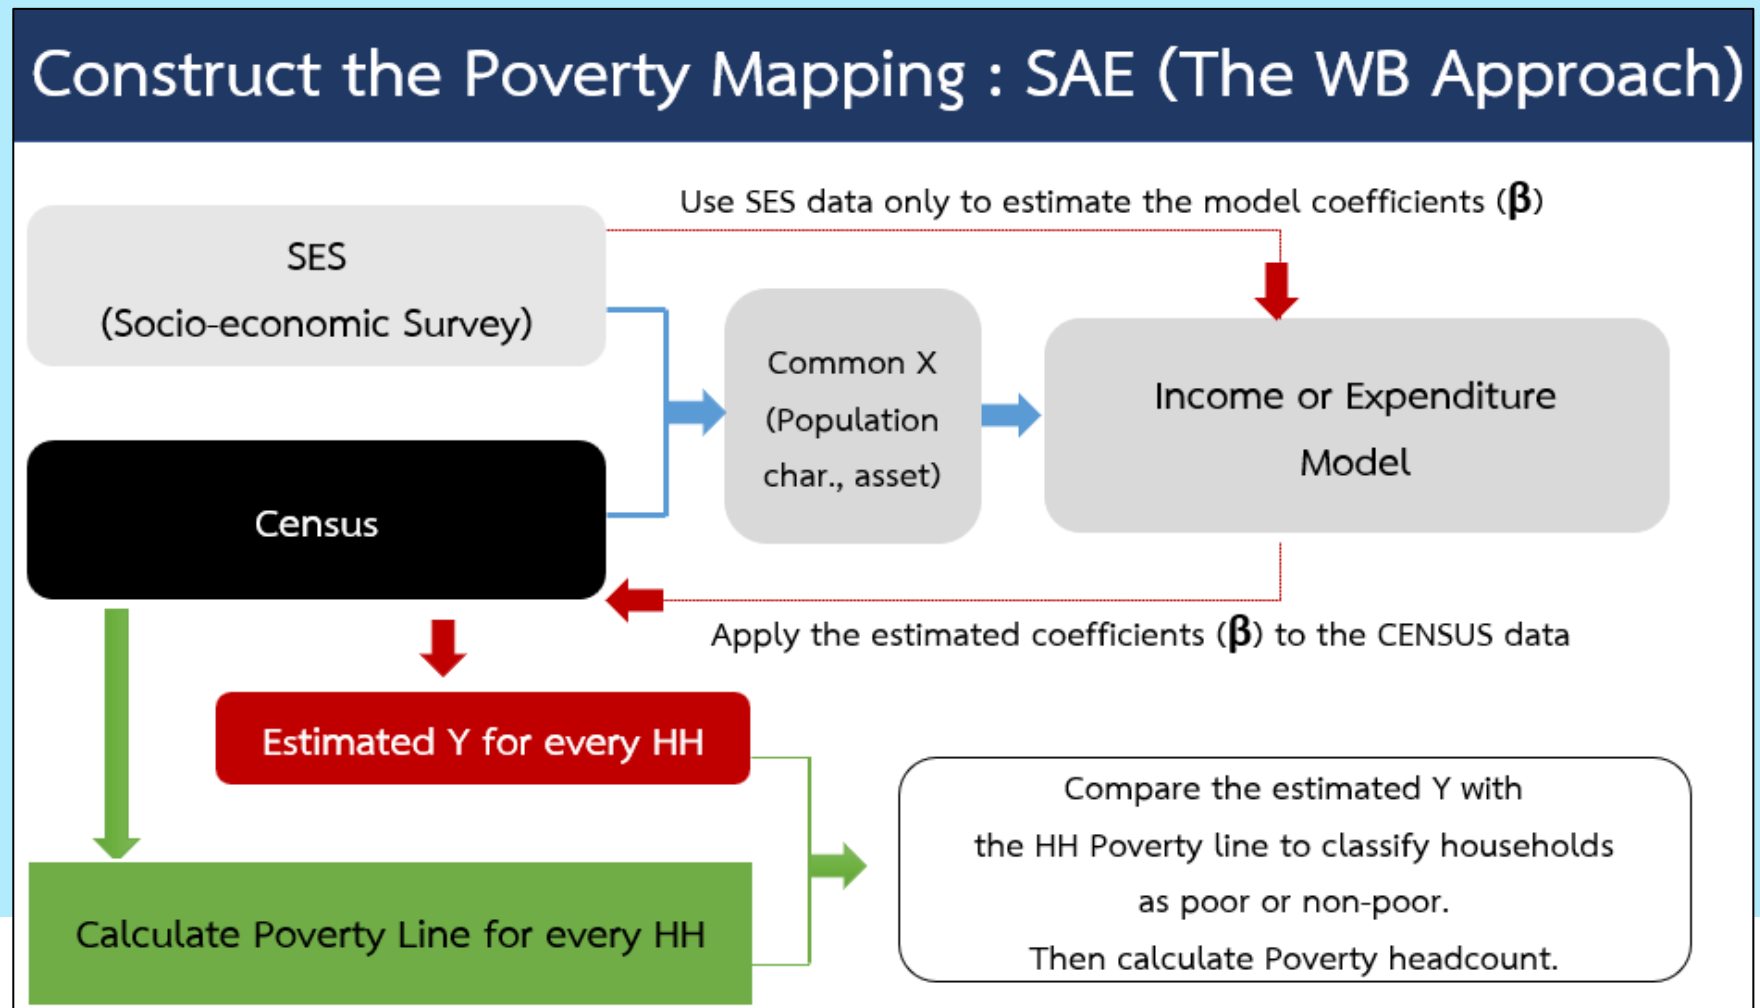 Construct the Poverty Mapping : SAE (The WB Approach)
Use SES data only to estimate the model coefficients (β)
SES
(Socio-economic Survey)
Common X
(Population
char., asset)
Income or Expenditure
Model
Census
Apply the estimated coefficients (β) to the CENSUS data
Estimated Y for every HH
Calculate Poverty Line for every HH
Compare the estimated Y with
the HH Poverty line to classify households
as poor or non-poor.
Then calculate Poverty headcount.